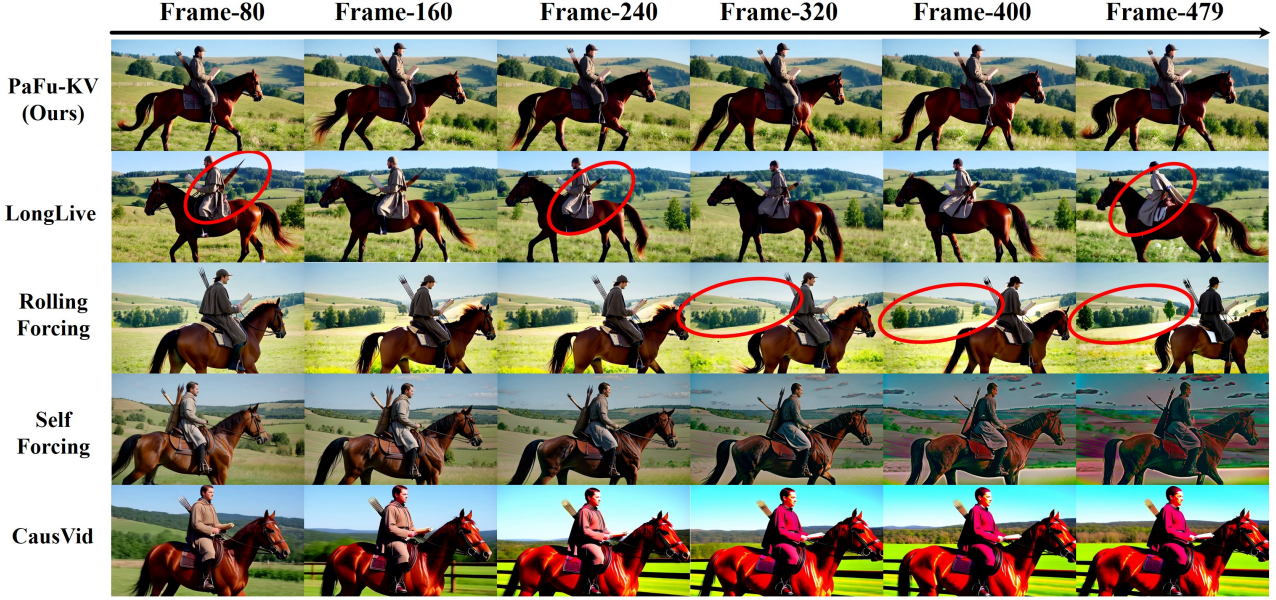 Frame-80 Frame-160 Frame-240 Frame-320 Frame-400 Frame-479
PaFu-KV
(Ours)
LongLive
Rolling
Forcing
Self
Forcing
CausVid